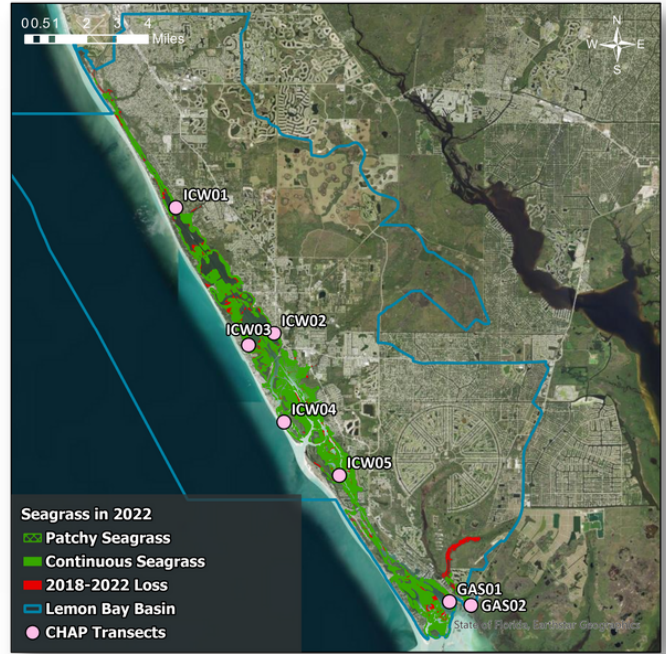 0 0.5 1 2 3 4
Miles
N
W E
S
ICW01
ICW02
ICW03
ICW04
ICW05
GAS01
GAS02
Seagrass in 2022
Patchy Seagrass
Continuous Seagrass
2018-2022 Loss
Lemon Bay Basin
CHAP Transects
State of Florida, Earthstar Geographics